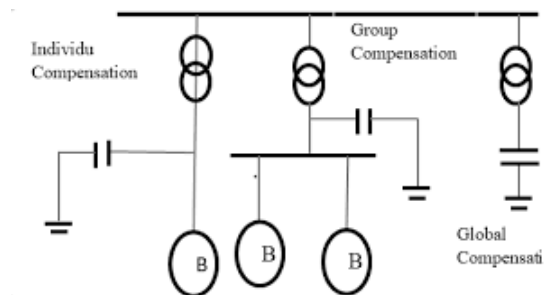 Individu
Compensation
Group
Compensation
B
B
B
Global
Compensati